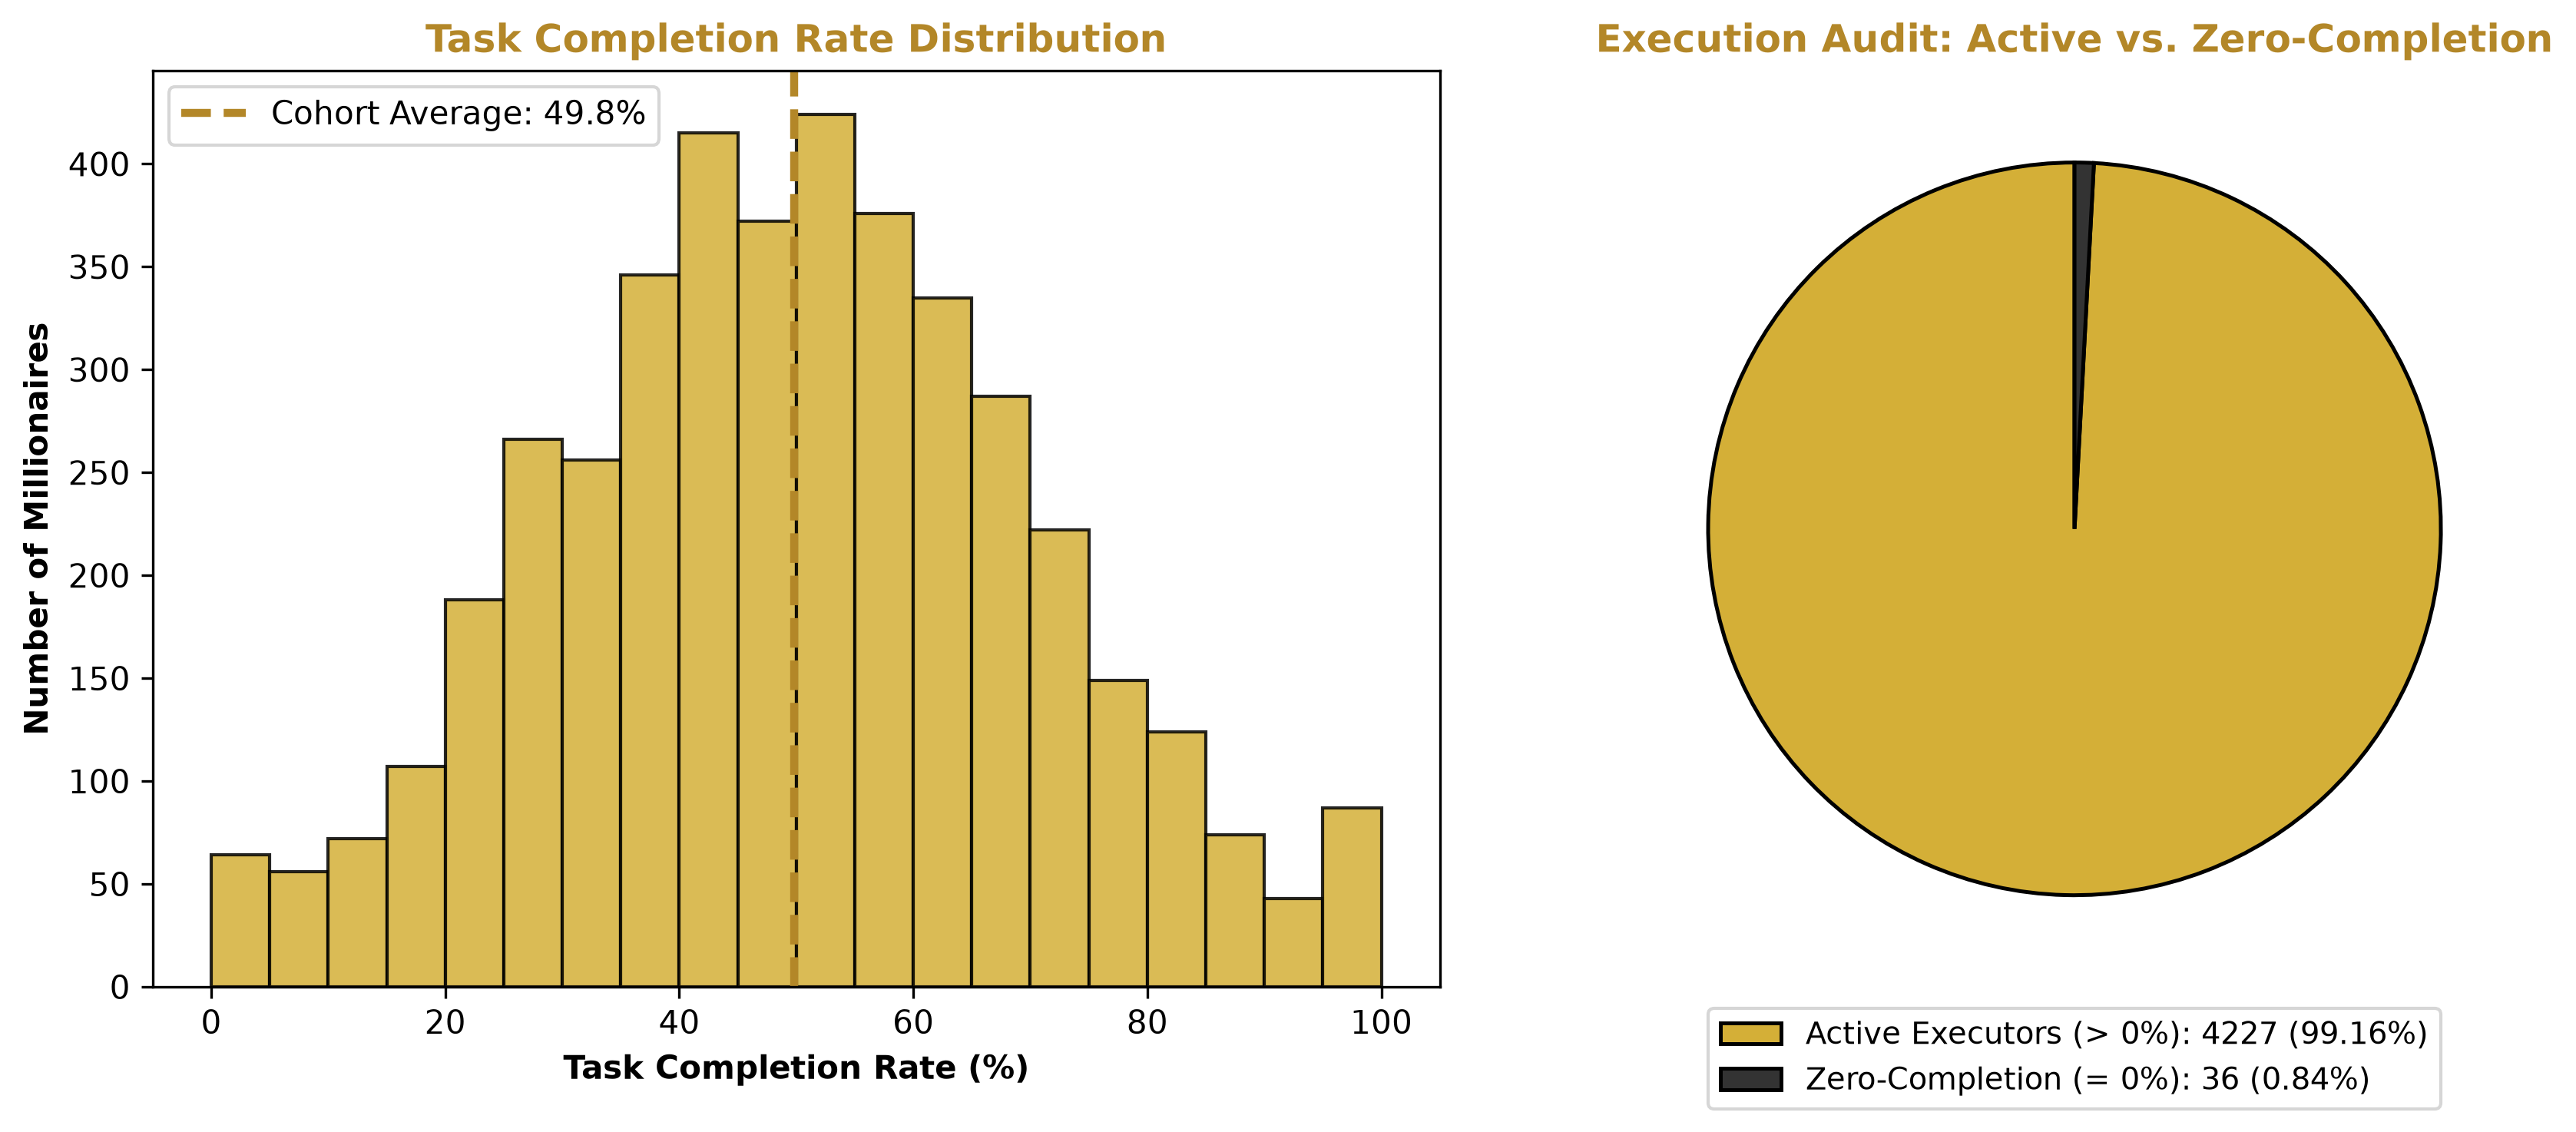 Task Completion Rate Distribution
Cohort Average: 49.8%
Number of Millionaires
400
350
300
250
200
150
100
50
0
0 20 40 60 80 100
Task Completion Rate (%)
Execution Audit: Active vs. Zero-Completion
Active Executors (> 0%): 4227 (99.16%)
Zero-Completion (= 0%): 36 (0.84%)